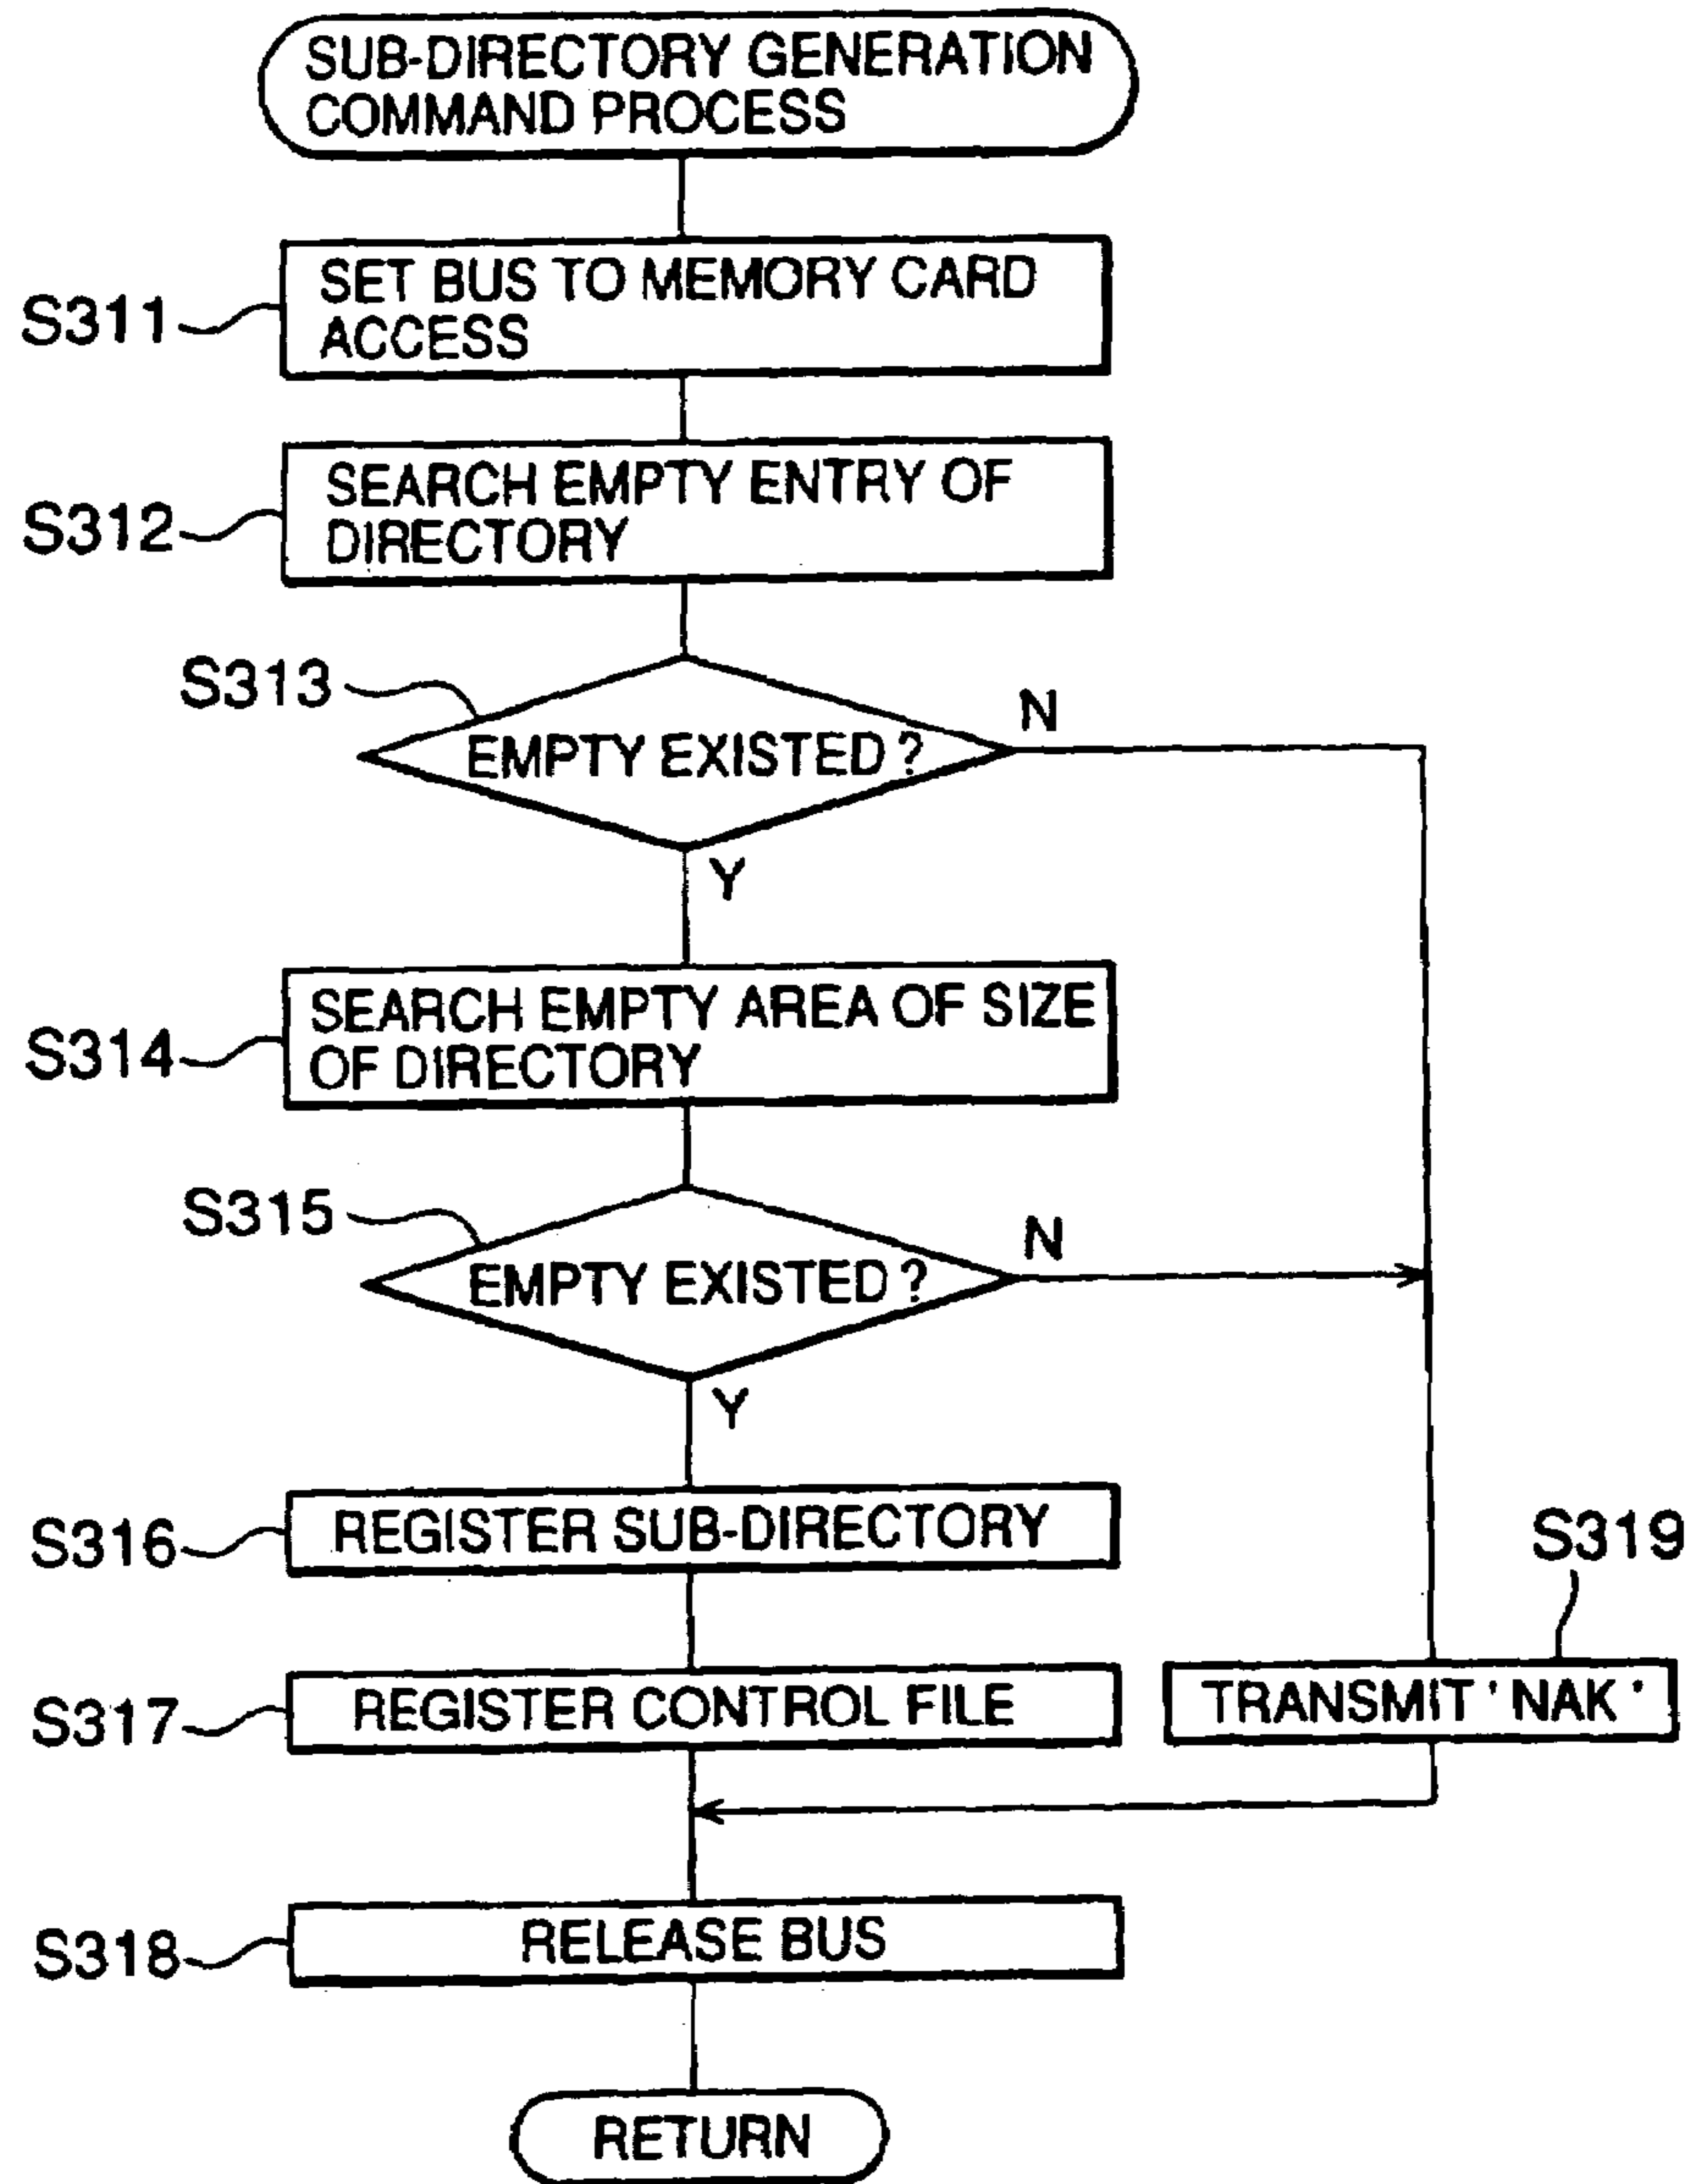 SUB-DIRECTORY GENERATION
COMMAND PROCESS
S311
SET BUS TO MEMORY CARD
ACCESS
S312
SEARCH EMPTY ENTRY OF
DIRECTORY
S313
EMPTY EXISTED?
N
Y
S314
SEARCH EMPTY AREA OF SIZE
OF DIRECTORY
S315
EMPTY EXISTED?
N
Y
S316
REGISTER SUB-DIRECTORY
S319
S317
REGISTER CONTROL FILE
TRANSMIT 'NAK'
S318
RELEASE BUS
RETURN